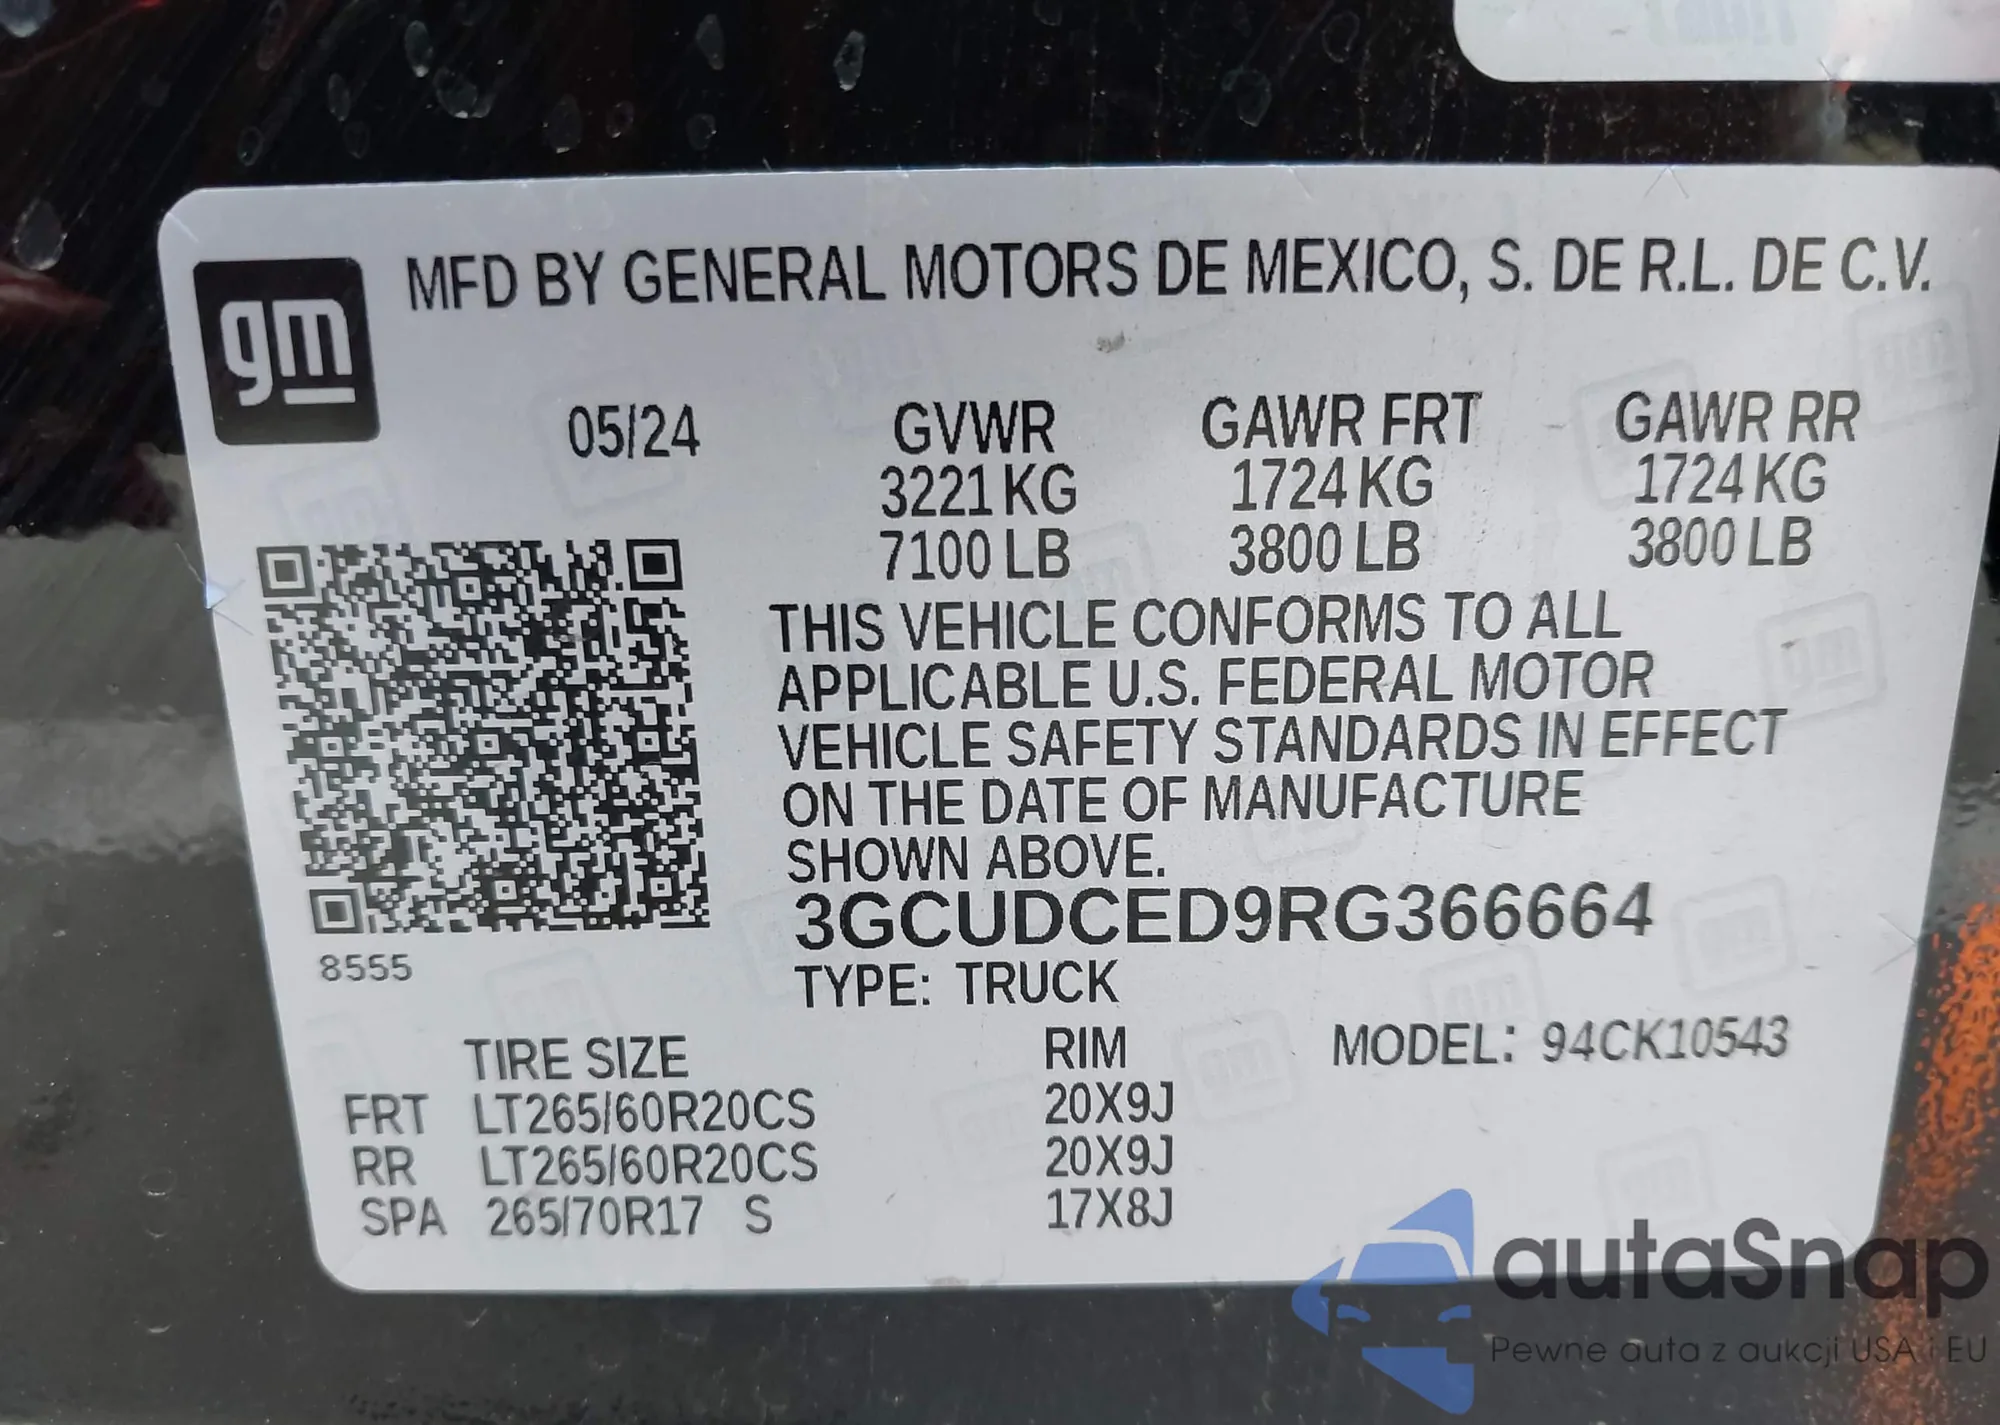 gm
MFD BY GENERAL MOTORS DE MEXICO, S. DE R.L. DE C.V.
05/24 GVWR GAWR FRT GAWR RR
3221 KG 1724 KG 1724 KG
7100 LB 3800 LB 3800 LB
THIS VEHICLE CONFORMS TO ALL
APPLICABLE U.S. FEDERAL MOTOR
VEHICLE SAFETY STANDARDS IN EFFECT
ON THE DATE OF MANUFACTURE
SHOWN ABOVE.
3GCUDCED9RG366664
8555
TYPE: TRUCK
TIRE SIZE RIM MODEL: 94CK10543
FRT LT265/60R20CS 20X9J
RR LT265/60R20CS 20X9J
SPA 265/70R17 S 17X8J
autaSnap
Pewne auta z aukcji USA i EU